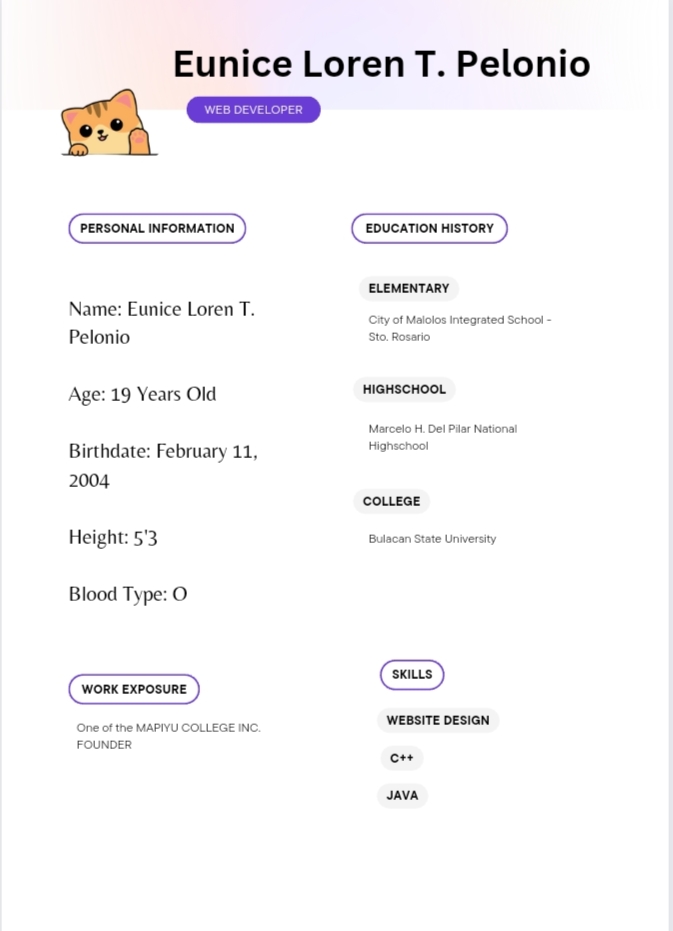 Eunice Loren T. Pelonio
WEB DEVELOPER
PERSONAL INFORMATION
Name: Eunice Loren T.
Pelonio
Age: 19 Years Old
Birthdate: February 11,
2004
Height: 5'3
Blood Type: O
WORK EXPOSURE
One of the MAPIYU COLLEGE INC.
FOUNDER
EDUCATION HISTORY
ELEMENTARY
City of Malolos Integrated School -
Sto. Rosario
HIGHSCHOOL
Marcelo H. Del Pilar National
Highschool
COLLEGE
Bulacan State University
SKILLS
WEBSITE DESIGN
C++
JAVA